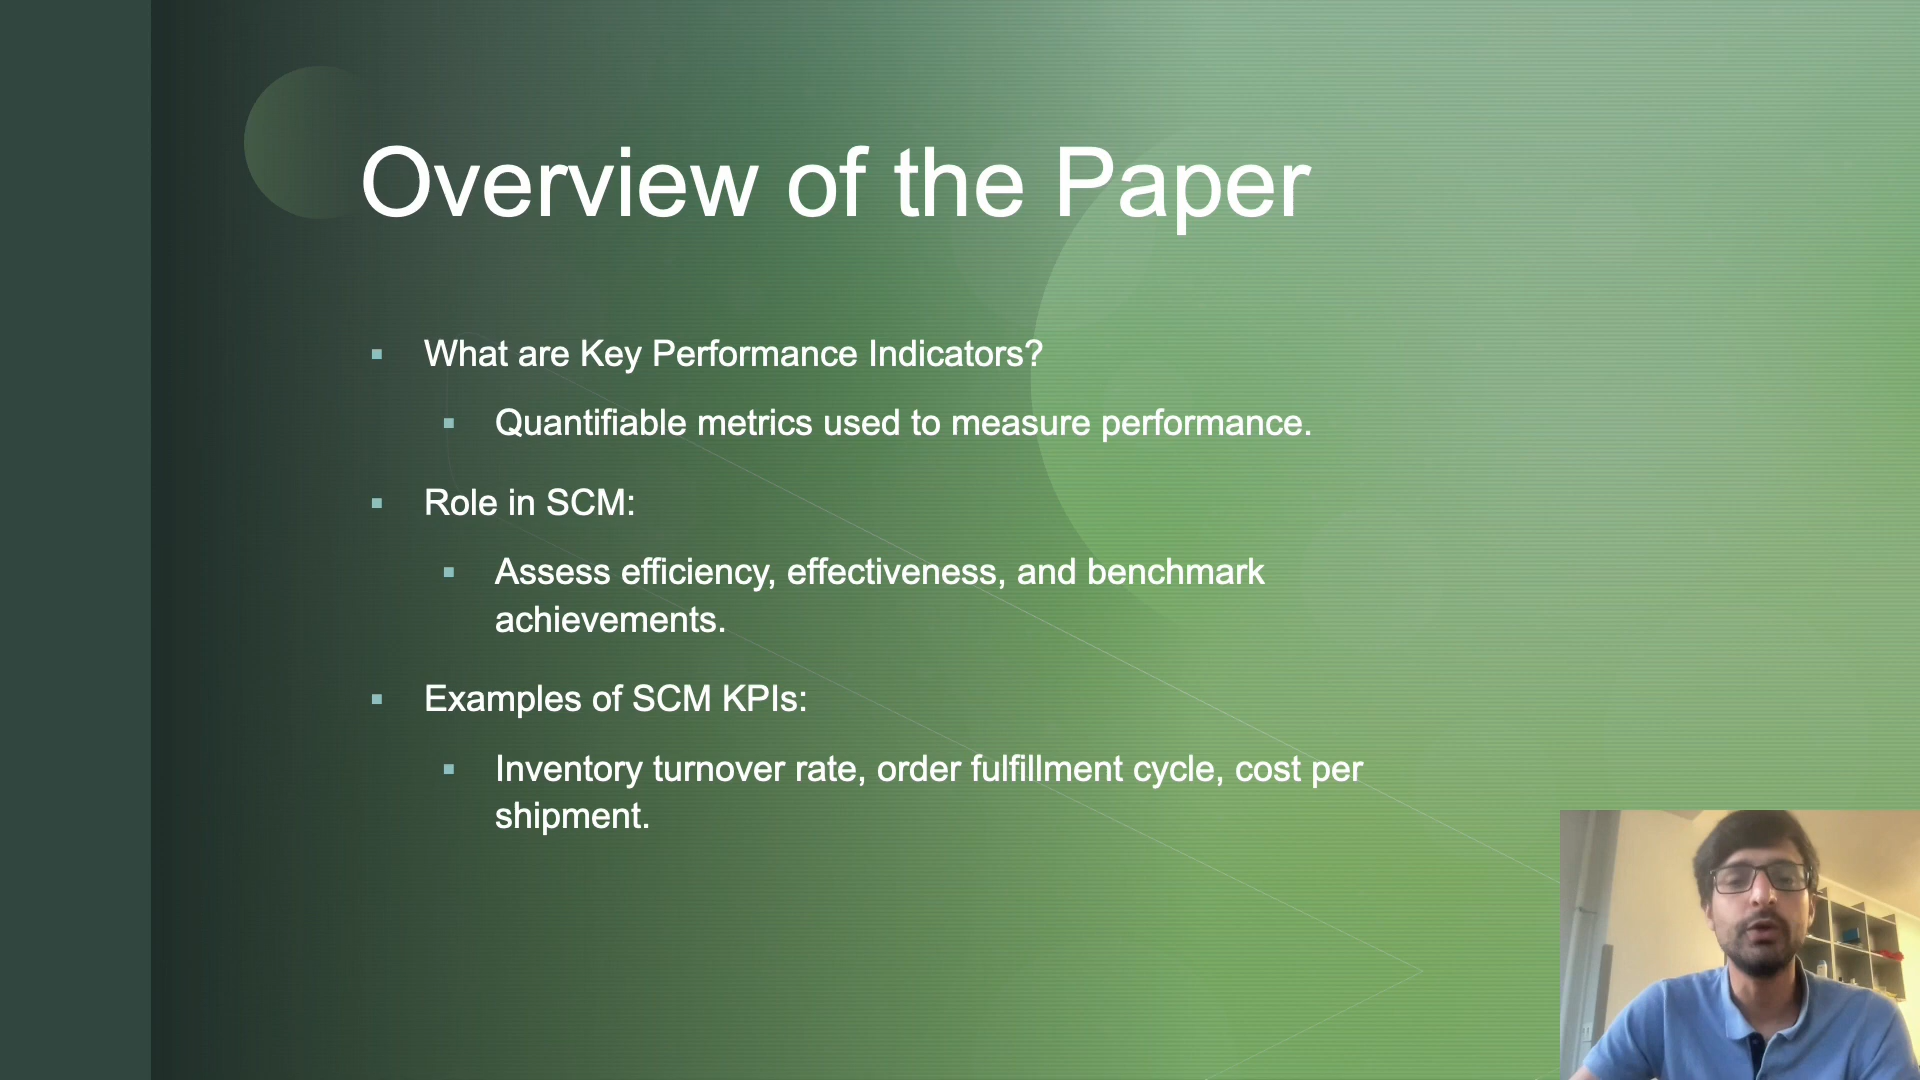 Overview of the Paper
What are Key Performance Indicators?
Quantifiable metrics used to measure performance.
Role in SCM:
Assess efficiency, effectiveness, and benchmark
achievements.
Examples of SCM KPIs:
Inventory turnover rate, order fulfillment cycle, cost per
shipment.